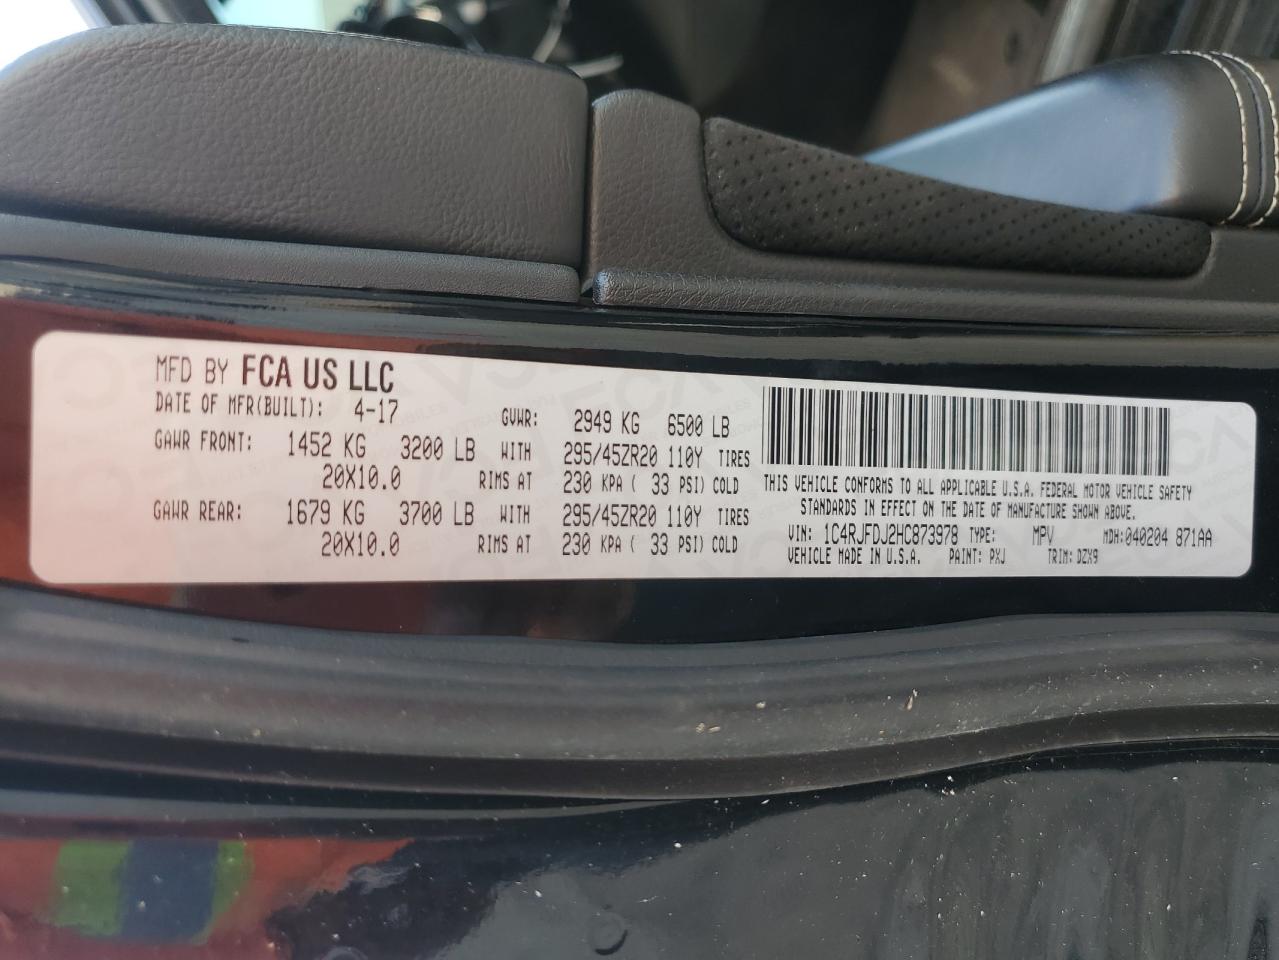 MFD BY FCA US LLC
DATE OF MFR(BUILT): 4-17 GVWR: 2949 KG 6500 LB
GAWR FRONT: 1452 KG 3200 LB WITH 295/45ZR20 110Y TIRES
20X10.0 RIMS AT 230 KPA ( 33 PSI) COLD
GAWR REAR: 1679 KG 3700 LB WITH 295/45ZR20 110Y TIRES
20X10.0 RIMS AT 230 KPA ( 33 PSI) COLD
THIS VEHICLE CONFORMS TO ALL APPLICABLE U.S.A. FEDERAL MOTOR VEHICLE SAFETY
STANDARDS IN EFFECT ON THE DATE OF MANUFACTURE SHOWN ABOVE.
VIN: 1C4RJFDJ2HC873978 TYPE: MPV MDH:040204 871AA
VEHICLE MADE IN U.S.A. PAINT: PXJ TRIM: DZX9